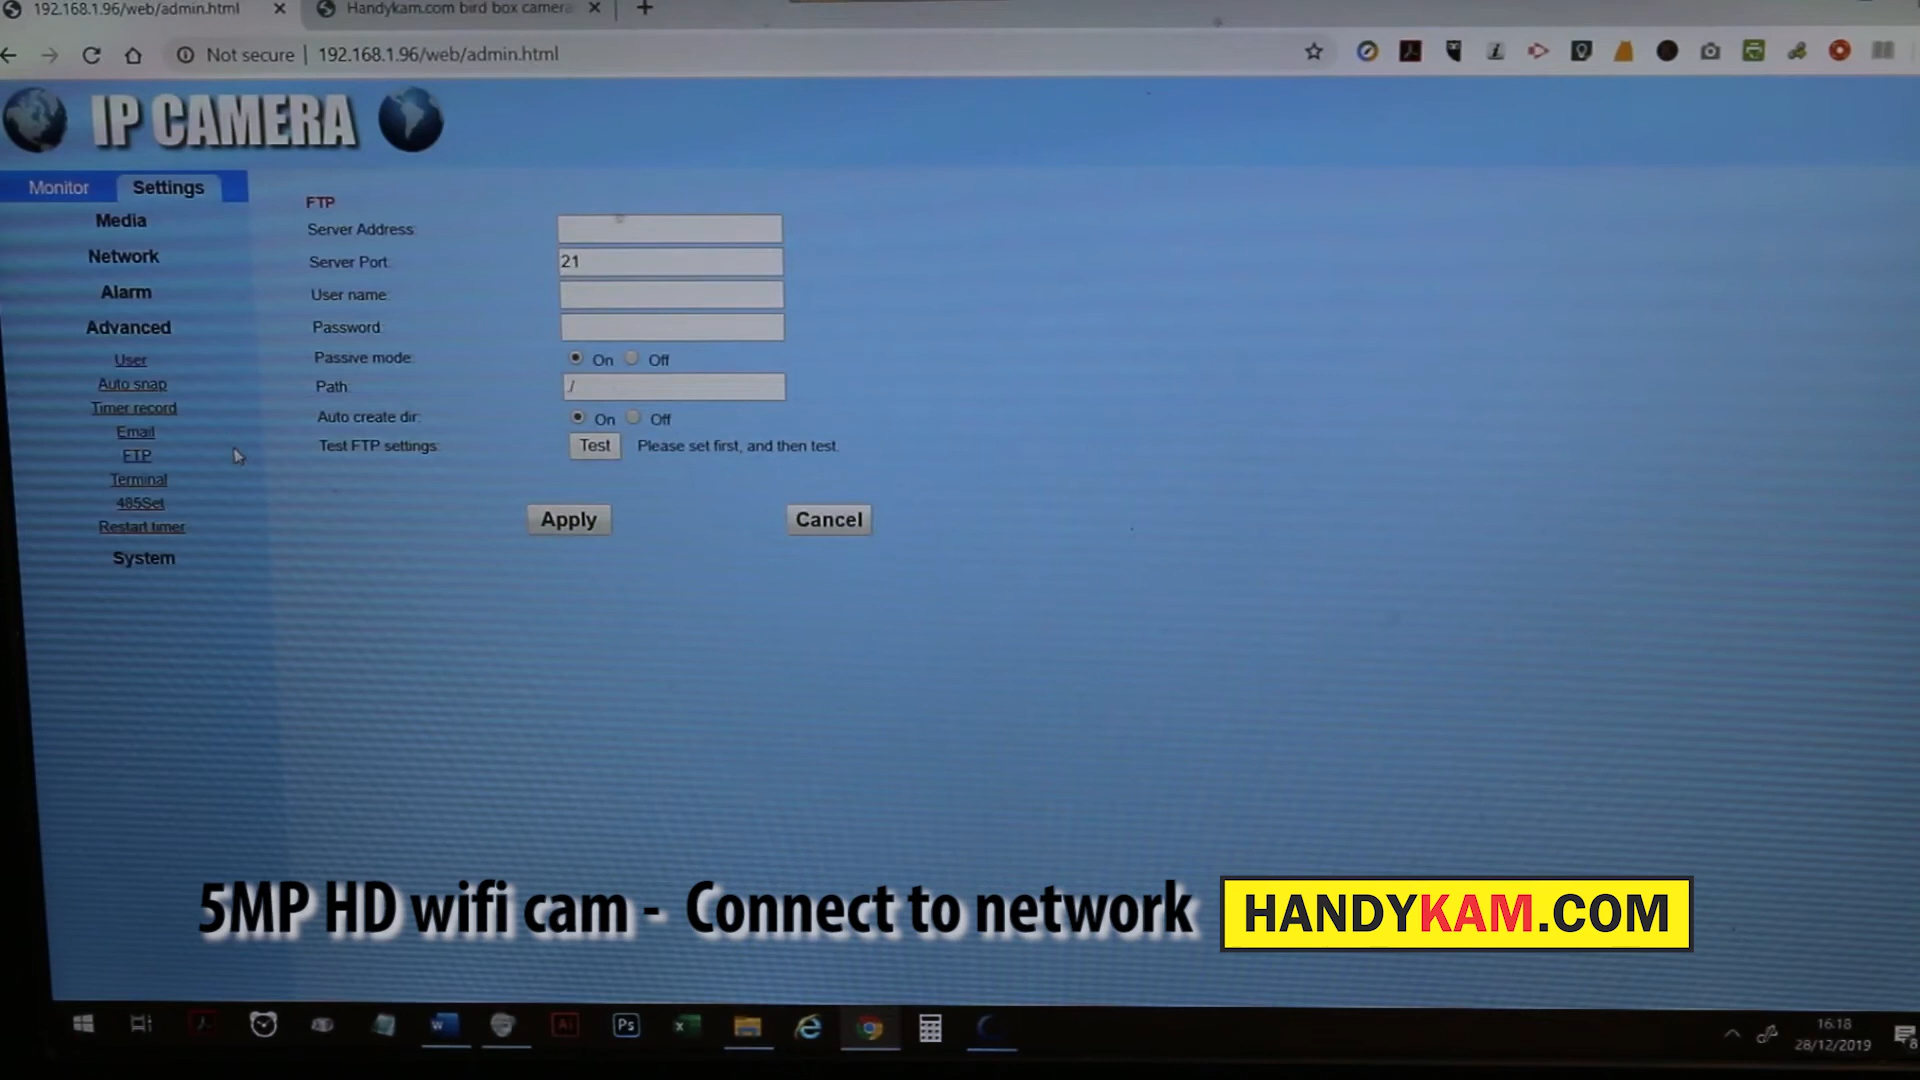 192.168.1.96/web/admin.html
Handykam.com bird box camera
Not secure | 192.168.1.96/web/admin.html
IP CAMERA
Monitor Settings
Media
Network
Alarm
Advanced
User
Auto snap
Timer record
Email
FTP
Terminal
485Set
Restart timer
System
FTP
Server Address:
Server Port: 21
User name:
Password:
Passive mode: On Off
Path: ./
Auto create dir: On Off
Test FTP settings: Test Please set first, and then test.
Apply Cancel
5MP HD wifi cam - Connect to network HANDYKAM.COM
Ai
Ps
16:18
28/12/2019
8